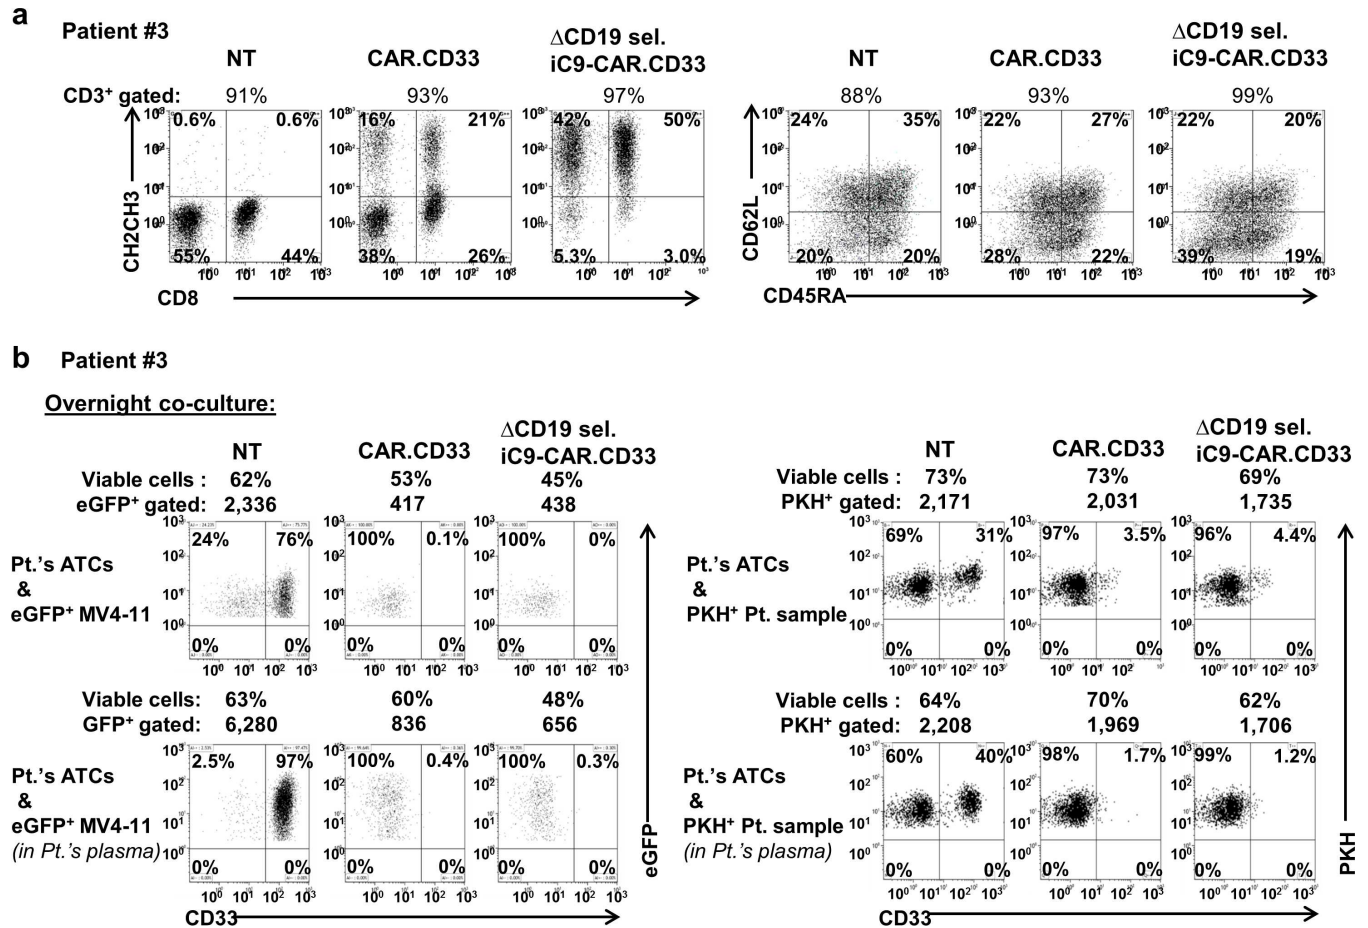 a
Patient #3
NT
CAR.CD33
ΔCD19 sel.
iC9-CAR.CD33
CD3+ gated:
91%
93%
97%
0.6% 0.6%
55% 44%
16% 21%
38% 26%
42% 50%
5.3% 3.0%
CH2CH3
CD8
NT
CAR.CD33
ΔCD19 sel.
iC9-CAR.CD33
88%
93%
99%
24% 35%
20% 20%
22% 27%
28% 22%
22% 20%
39% 19%
CD62L
CD45RA
b
Patient #3
Overnight co-culture:
NT
CAR.CD33
ΔCD19 sel.
iC9-CAR.CD33
Viable cells : 62% 53% 45%
eGFP+ gated: 2,336 417 438
Pt.'s ATCs
&
eGFP+ MV4-11
24% 76%
0% 0%
100% 0.1%
0% 0%
100% 0%
0% 0%
10⁰ 10¹ 10² 10³
Viable cells: 63% 60% 48%
GFP+ gated: 6,280 836 656
Pt.'s ATCs
&
eGFP+ MV4-11
(in Pt.'s plasma)
2.5% 97%
0% 0%
100% 0.4%
0% 0%
100% 0.3%
0% 0%
10⁰ 10¹ 10² 10³
CD33
eGFP
NT
CAR.CD33
ΔCD19 sel.
iC9-CAR.CD33
Viable cells : 73% 73% 69%
PKH+ gated: 2,171 2,031 1,735
Pt.'s ATCs
&
PKH+ Pt. sample
69% 31%
0% 0%
97% 3.5%
0% 0%
96% 4.4%
0% 0%
Viable cells : 64% 70% 62%
PKH+ gated: 2,208 1,969 1,706
Pt.'s ATCs
&
PKH+ Pt. sample
(in Pt.'s plasma)
60% 40%
0% 0%
98% 1.7%
0% 0%
99% 1.2%
0% 0%
CD33
PKH